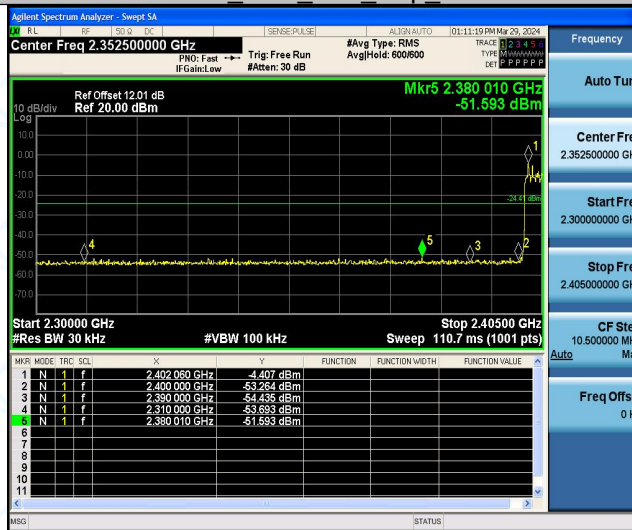 Agilent Spectrum Analyzer - Swept SA
LXI RL RF 50 Ω DC SENSE:PULSE ALIGN AUTO 01:11:19 PM Mar 29, 2024
Center Freq 2.352500000 GHz
PNO: Fast
IFGain:Low
Trig: Free Run
#Atten: 30 dB
#Avg Type: RMS
Avg|Hold: 600/600
TRACE 1 2 3 4 5 6
TYPE M
DET P P P P P P
Ref Offset 12.01 dB
Ref 20.00 dBm
10 dB/div
Log
Mkr5 2.380 010 GHz
-51.593 dBm
10.0
0.00
-10.0
-20.0
-30.0
-40.0
-50.0
-60.0
-70.0
1
-24.41 dBm
4
5
3
2
Start 2.30000 GHz
Stop 2.40500 GHz
#Res BW 30 kHz
#VBW 100 kHz
Sweep 110.7 ms (1001 pts)
MKR MODE TRC SCL X Y FUNCTION FUNCTION WIDTH FUNCTION VALUE
1 N 1 f 2.402 060 GHz -4.407 dBm
2 N 1 f 2.400 000 GHz -53.264 dBm
3 N 1 f 2.390 000 GHz -54.435 dBm
4 N 1 f 2.310 000 GHz -53.693 dBm
5 N 1 f 2.380 010 GHz -51.593 dBm
6
7
8
9
10
11
MSG STATUS
Frequency
Auto Tun
Center Fre
2.352500000 GH
Start Fre
2.300000000 GH
Stop Fre
2.405000000 GH
CF Ste
10.500000 MH
Auto Ma
Freq Offs
0 H